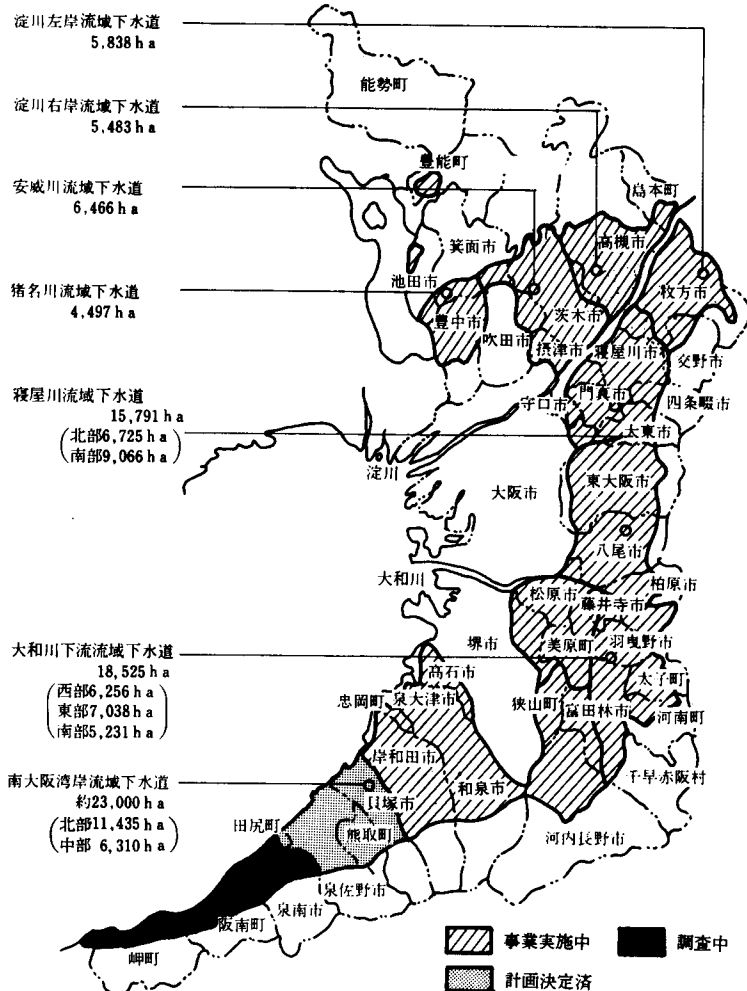 淀川左岸流域下水道
5,838ha
淀川右岸流域下水道
5,483ha
安威川流域下水道
6,466ha
猪名川流域下水道
4,497ha
寝屋川流域下水道
15,791ha
(北部6,725ha
南部9,066ha)
大和川下流流域下水道
18,525ha
(西部6,256ha
東部7,038ha
南部5,231ha)
南大阪湾岸流域下水道
約23,000ha
(北部11,435ha
中部 6,310ha)
能勢町
豊能町
島本町
箕面市
高槻市
池田市
枚方市
豊中市
茨木市
吹田市
摂津市
寝屋川市
交野市
守口市
門真市
四条畷市
大東市
淀川
大阪市
東大阪市
八尾市
大和川
柏原市
松原市
藤井寺市
堺市
美原町
羽曳野市
高石市
太子町
忠岡町
泉大津市
狭山町
富田林市
河南町
岸和田市
千早赤阪村
貝塚市
和泉市
田尻町
熊取町
河内長野市
泉佐野市
泉南市
阪南町
岬町
事業実施中
調査中
計画決定済